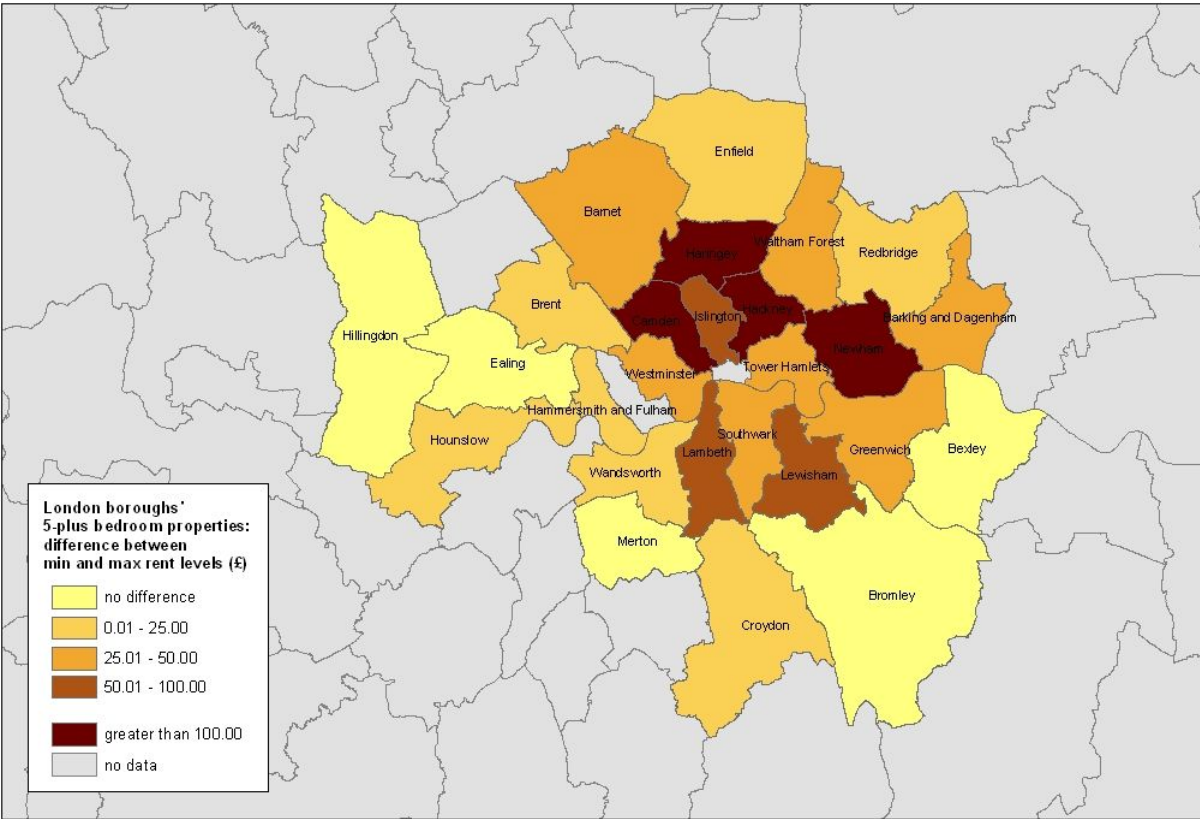 Enfield
Barnet
Haringey
Waltham Forest
Redbridge
Brent
Camden
Islington
Hackney
Barking and Dagenham
Hillingdon
Ealing
Newham
Westminster
Tower Hamlets
Hammersmith and Fulham
Hounslow
Southwark
Lambeth
Greenwich
Bexley
Wandsworth
Lewisham
Merton
Bromley
Croydon
London boroughs'
5-plus bedroom properties:
difference between
min and max rent levels (£)
no difference
0.01 - 25.00
25.01 - 50.00
50.01 - 100.00
greater than 100.00
no data